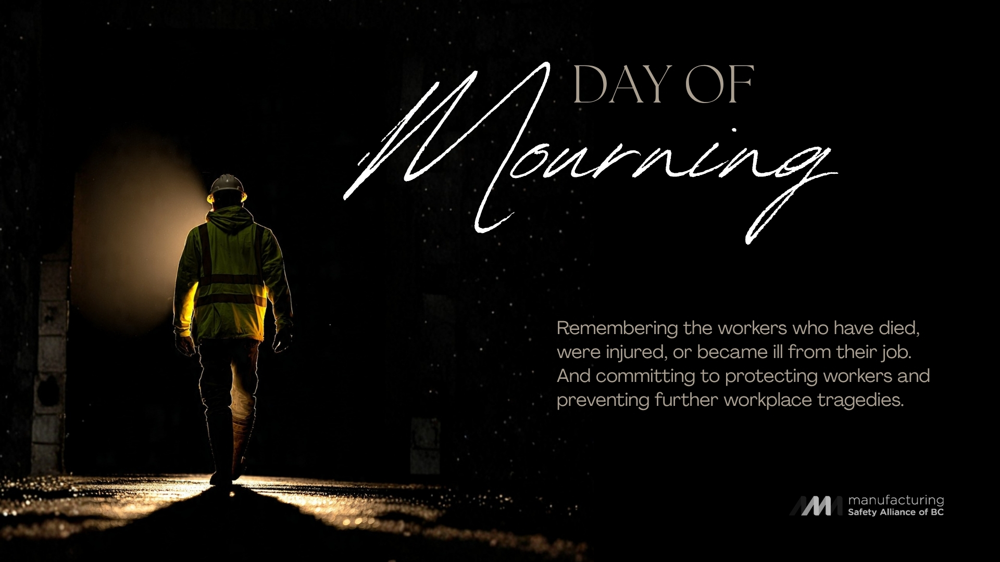 DAY OF
Mourning
Remembering the workers who have died,
were injured, or became ill from their job.
And committing to protecting workers and
preventing further workplace tragedies.
manufacturing
Safety Alliance of BC